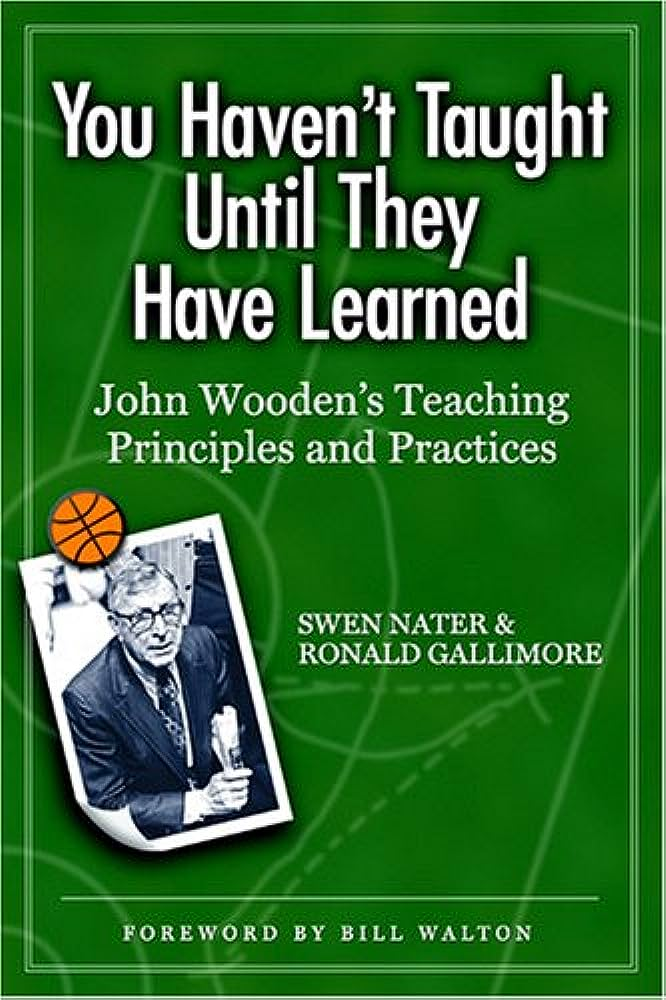 You Haven't Taught
Until They
Have Learned
John Wooden's Teaching
Principles and Practices
SWEN NATER &
RONALD GALLIMORE
FOREWORD BY BILL WALTON